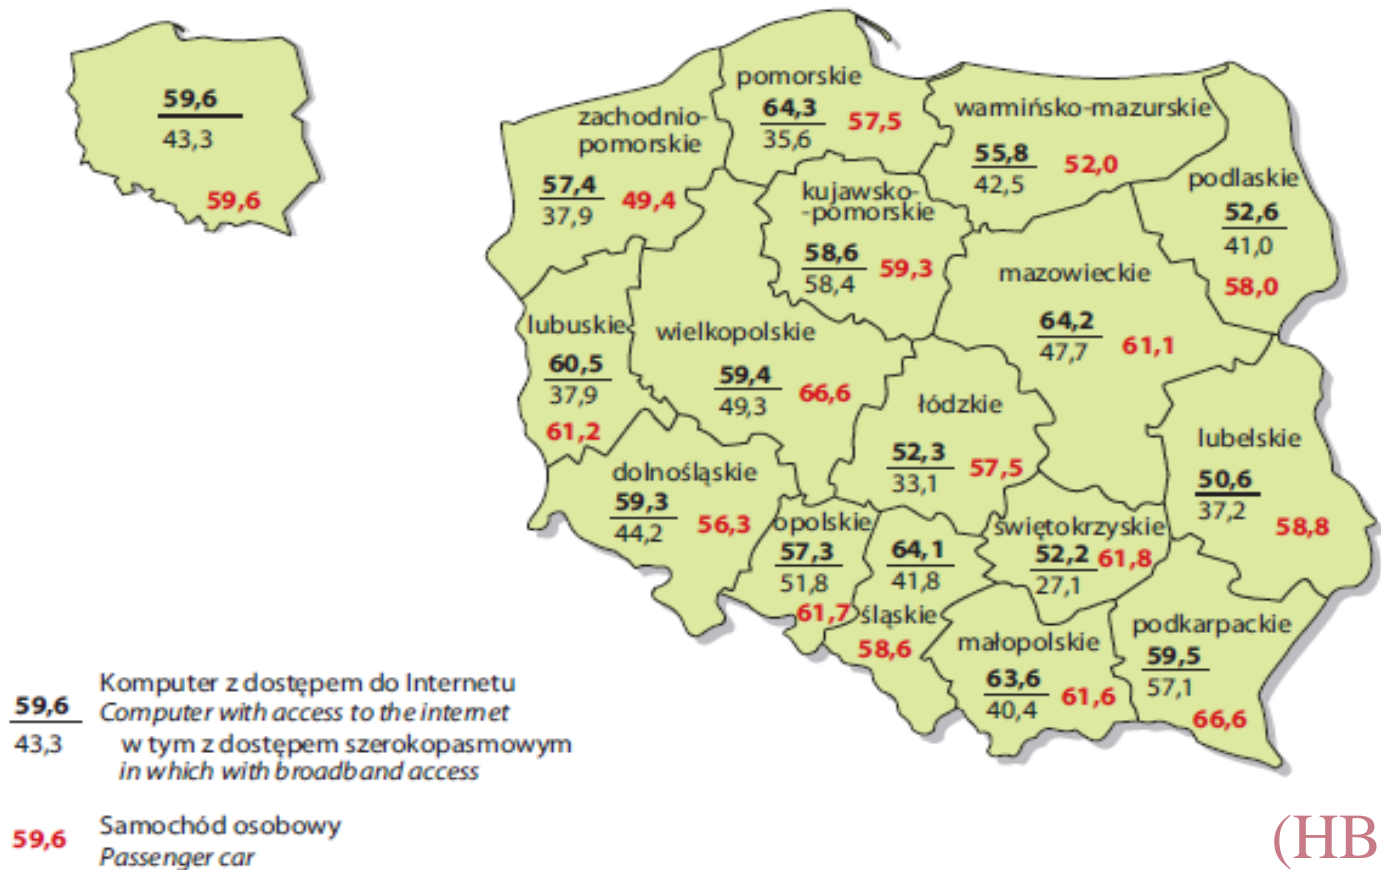 59,6
43,3
59,6
pomorskie
64,3
35,6
57,5
zachodnio-
pomorskie
57,4
37,9
49,4
warmińsko-mazurskie
55,8
42,5
52,0
podlaskie
52,6
41,0
58,0
kujawsko-
-pomorskie
58,6
58,4
59,3
mazowieckie
64,2
47,7
61,1
lubuskie
60,5
37,9
61,2
wielkopolskie
59,4
49,3
66,6
łódzkie
52,3
33,1
57,5
lubelskie
50,6
37,2
58,8
dolnośląskie
59,3
44,2
56,3
opolskie
57,3
51,8
61,7
64,1
41,8
śląskie
58,6
świętokrzyskie
52,2
27,1
61,8
małopolskie
63,6
40,4
61,6
podkarpackie
59,5
57,1
66,6
59,6
43,3
Komputer z dostępem do Internetu
Computer with access to the internet
w tym z dostępem szerokopasmowym
in which with broadband access
59,6
Samochód osobowy
Passenger car
(HB